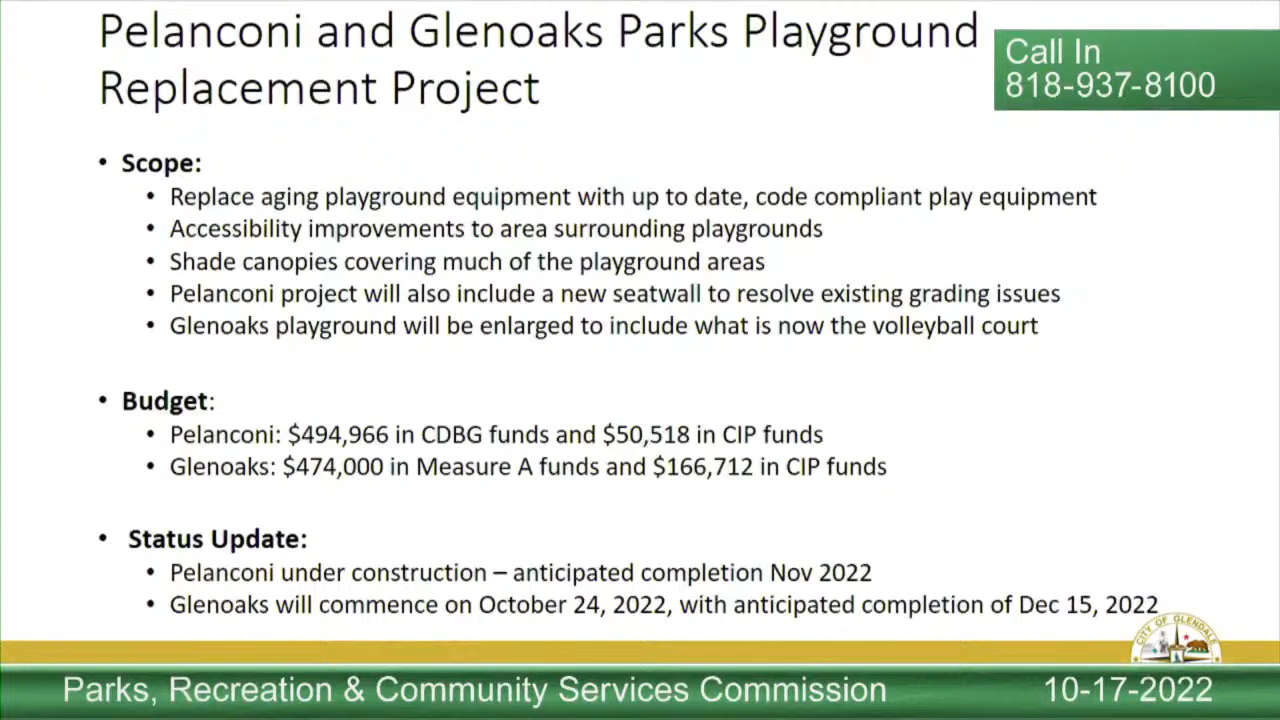 Pelanconi and Glenoaks Parks Playground
Replacement Project
Call In
818-937-8100
• Scope:
• Replace aging playground equipment with up to date, code compliant play equipment
• Accessibility improvements to area surrounding playgrounds
• Shade canopies covering much of the playground areas
• Pelanconi project will also include a new seatwall to resolve existing grading issues
• Glenoaks playground will be enlarged to include what is now the volleyball court
• Budget:
• Pelanconi: $494,966 in CDBG funds and $50,518 in CIP funds
• Glenoaks: $474,000 in Measure A funds and $166,712 in CIP funds
• Status Update:
• Pelanconi under construction – anticipated completion Nov 2022
• Glenoaks will commence on October 24, 2022, with anticipated completion of Dec 15, 2022
CITY OF GLENDALE
Parks, Recreation & Community Services Commission
10-17-2022